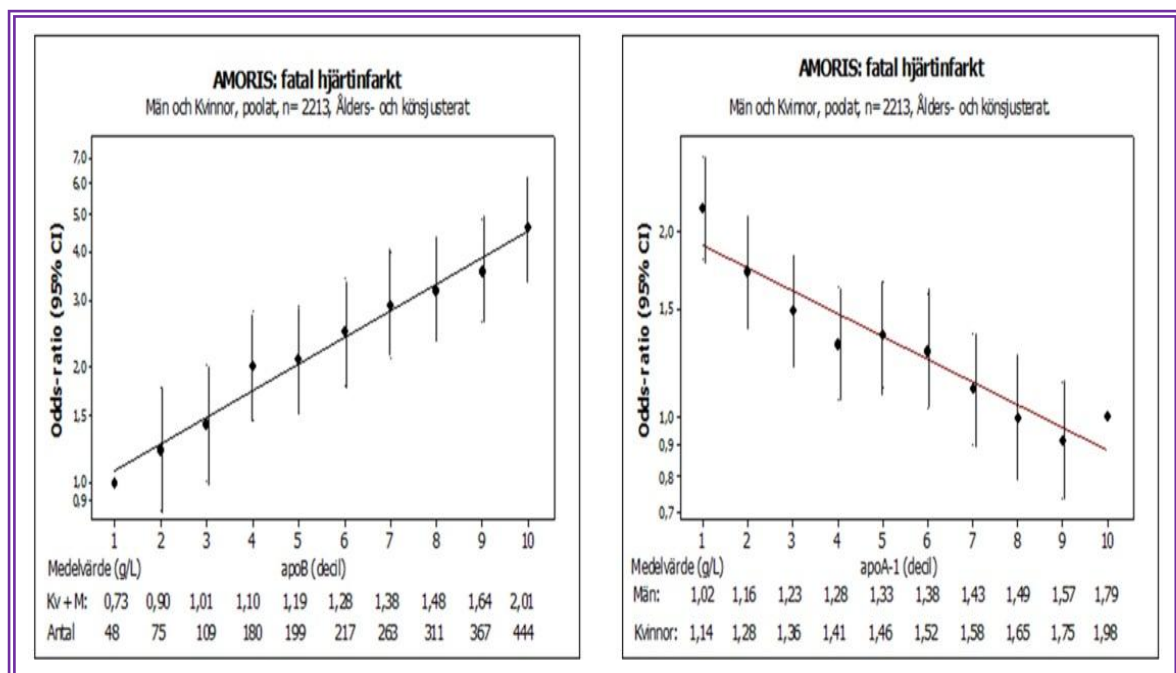 AMORIS: fatal hjärtinfarkt
Män och Kvinnor, poolat, n= 2213, Ålders- och könsjusterat
Odds-ratio (95% CI)
7,0
6,0
5,0
4,0
3,0
2,0
1,5
1,0
0,9
1 2 3 4 5 6 7 8 9 10
Medelvärde (g/L) apoB (decil)
Kv + M: 0,73 0,90 1,01 1,10 1,19 1,28 1,38 1,48 1,64 2,01
Antal 48 75 109 180 199 217 263 311 367 444
AMORIS: fatal hjärtinfarkt
Män och Kvinnor, poolat, n= 2213, Ålders- och könsjusterat.
Odds-ratio (95% CI)
2,0
1,5
1,0
0,9
0,8
0,7
1 2 3 4 5 6 7 8 9 10
Medelvärde (g/L) apoA-1 (decil)
Män: 1,02 1,16 1,23 1,28 1,33 1,38 1,43 1,49 1,57 1,79
Kvinnor: 1,14 1,28 1,36 1,41 1,46 1,52 1,58 1,65 1,75 1,98